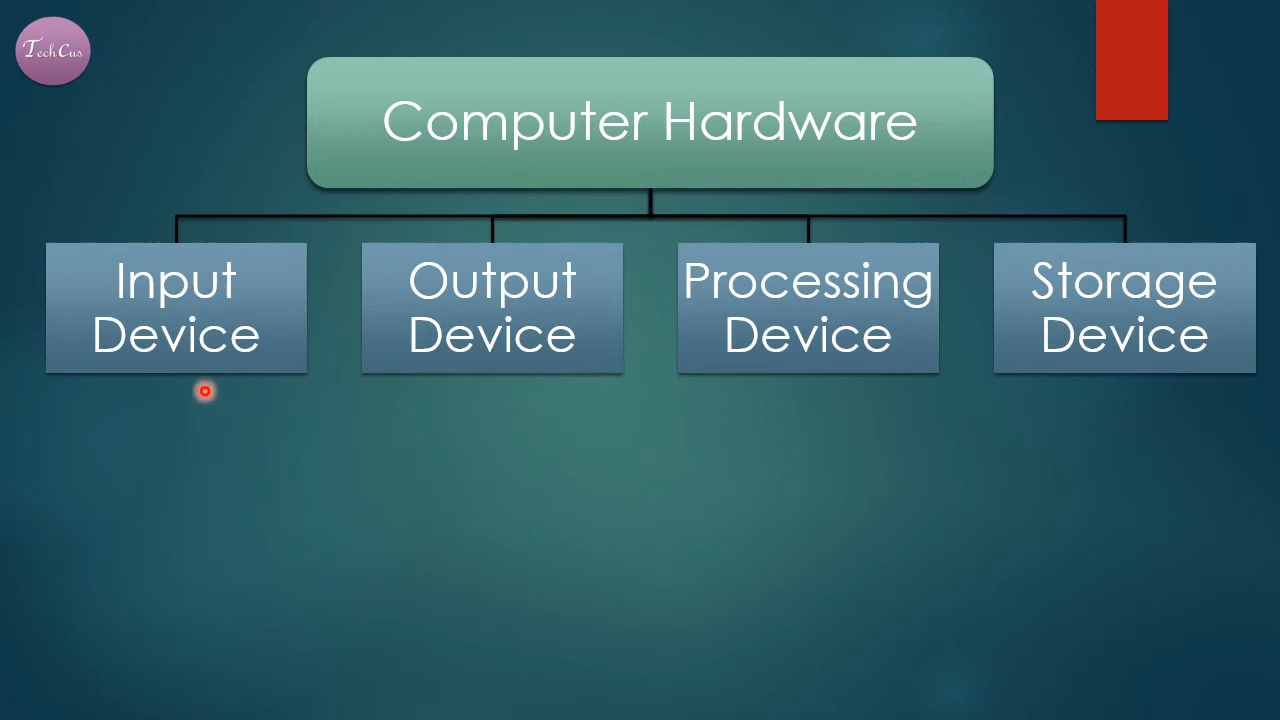 TechCus
Computer Hardware
Input
Device
Output
Device
Processing
Device
Storage
Device